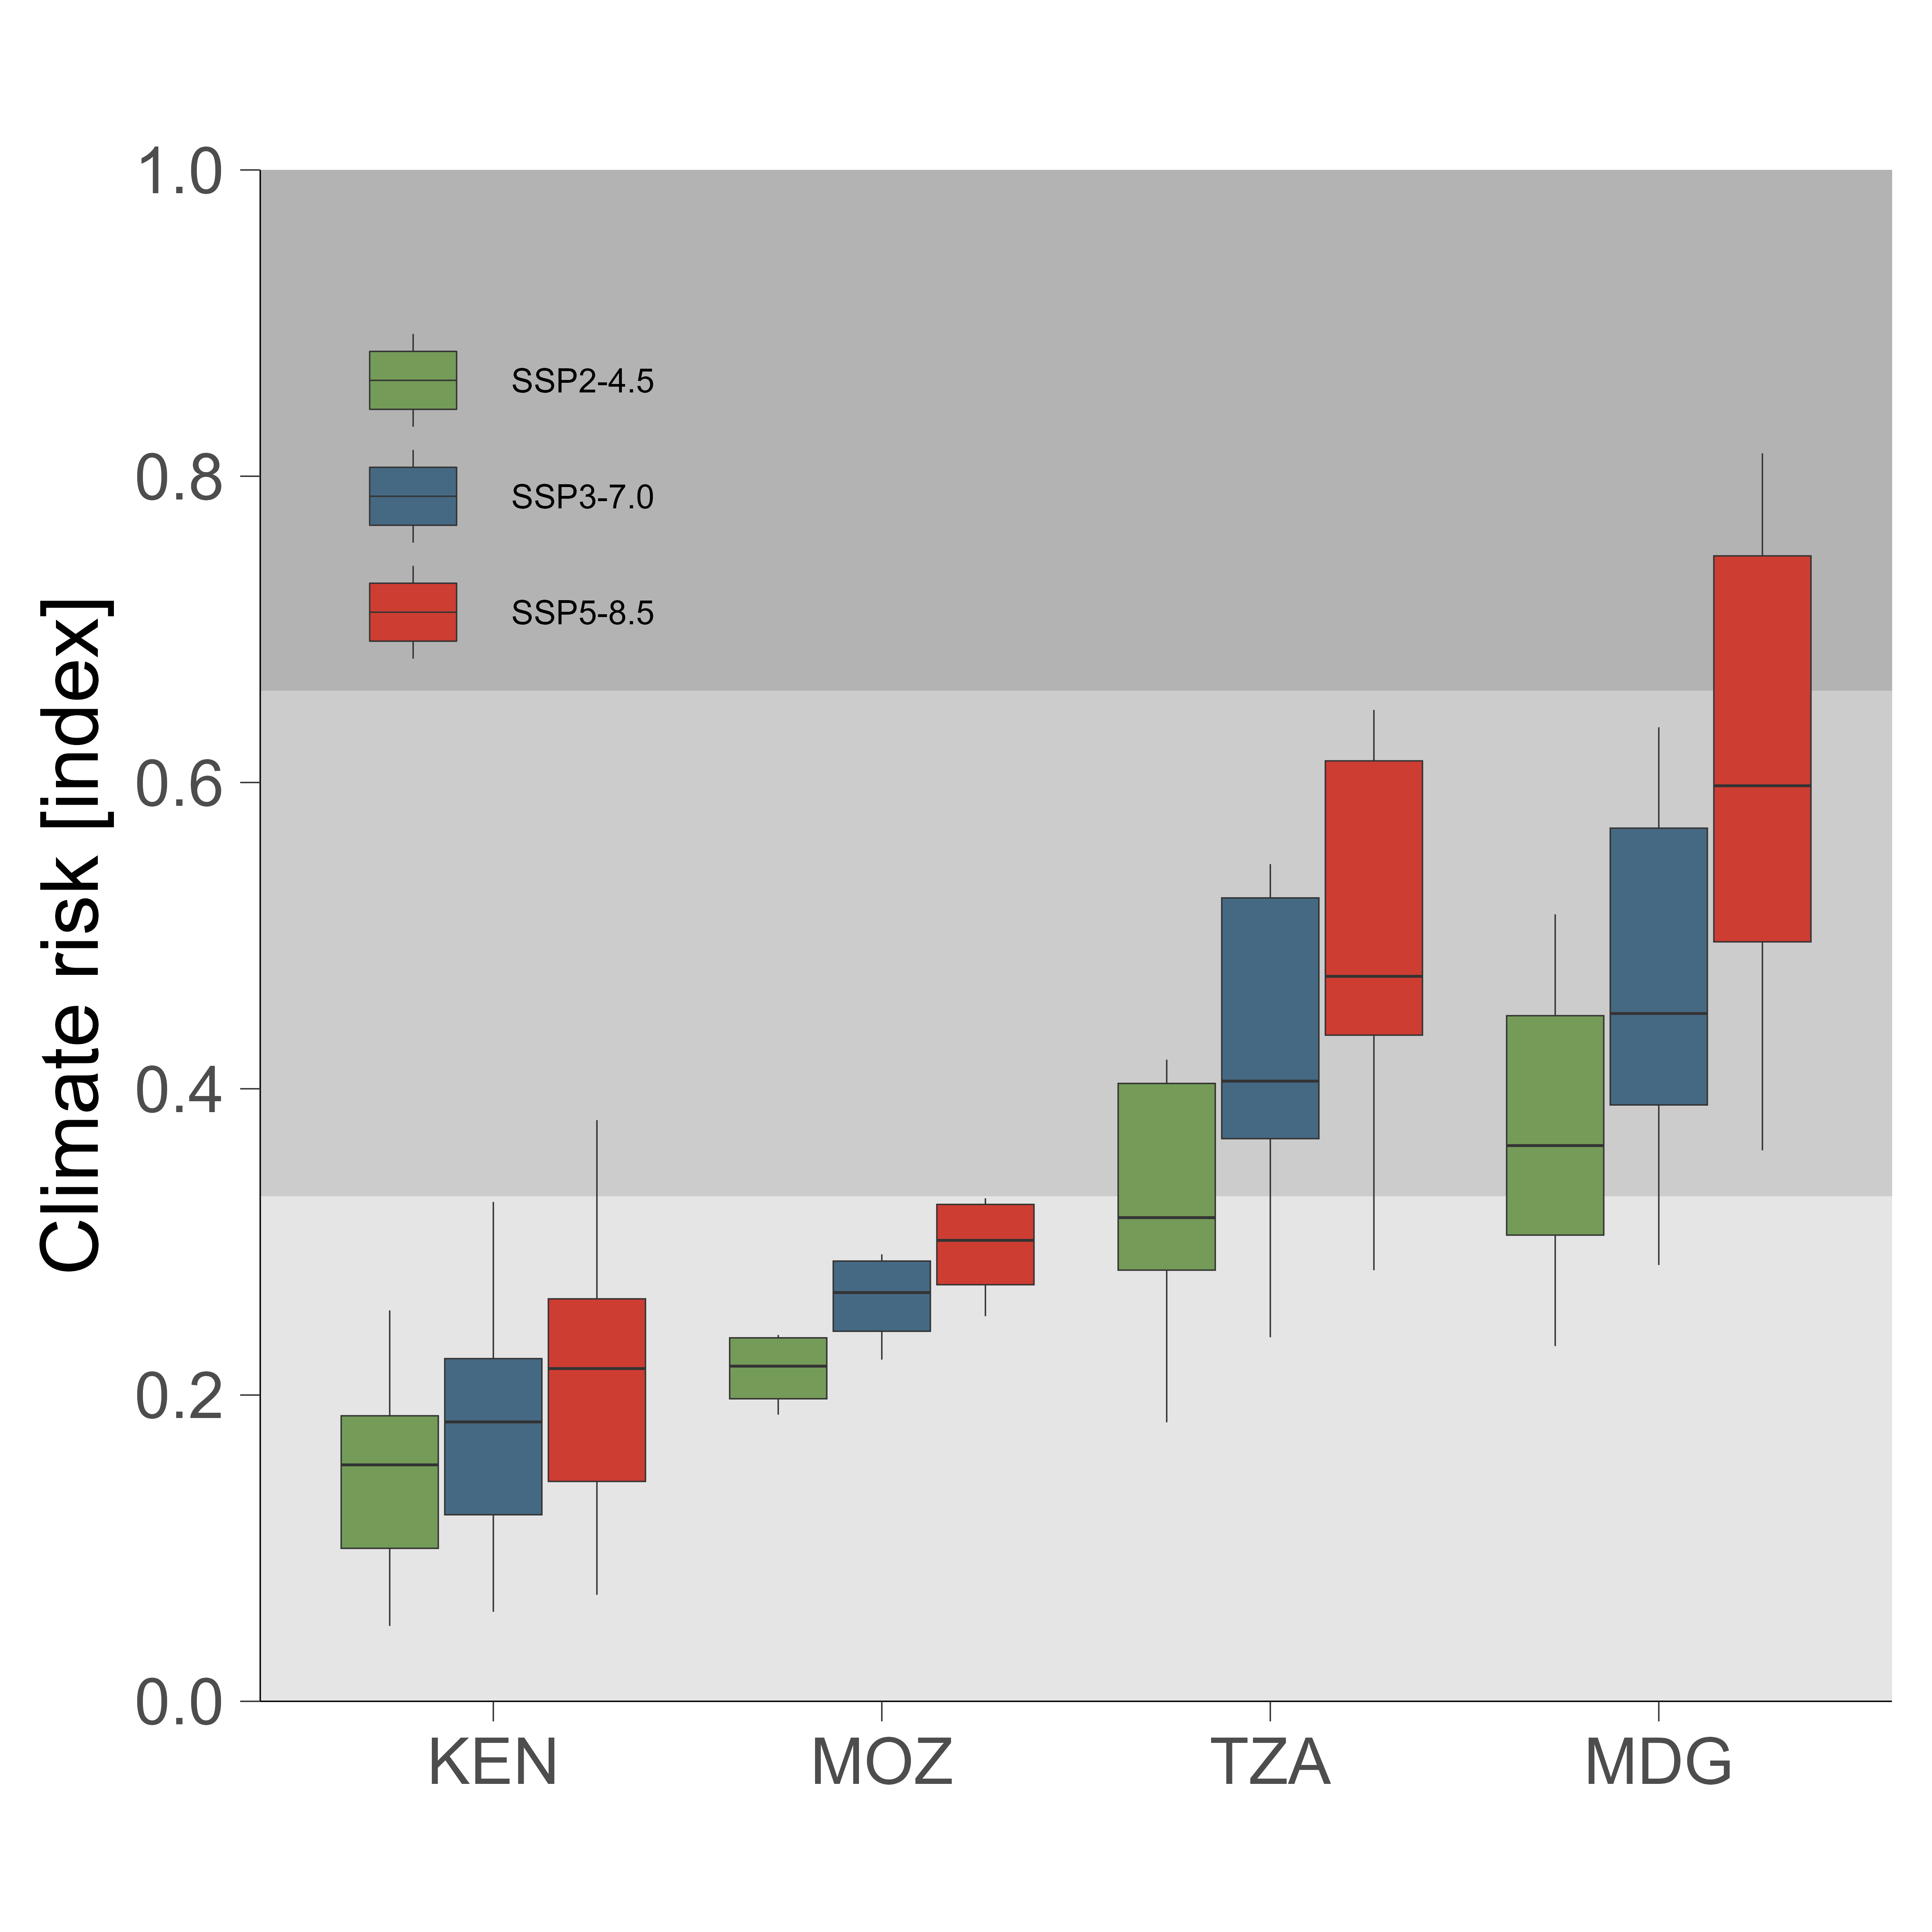 Climate risk [index]
1.0
0.8
0.6
0.4
0.2
0.0
SSP2-4.5
SSP3-7.0
SSP5-8.5
KEN MOZ TZA MDG